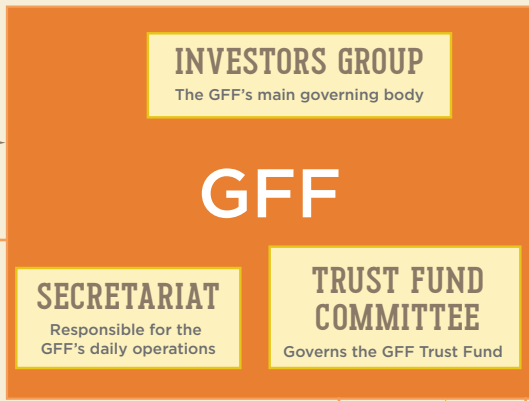 INVESTORS GROUP
The GFF's main governing body
GFF
SECRETARIAT
Responsible for the
GFF's daily operations
TRUST FUND
COMMITTEE
Governs the GFF Trust Fund